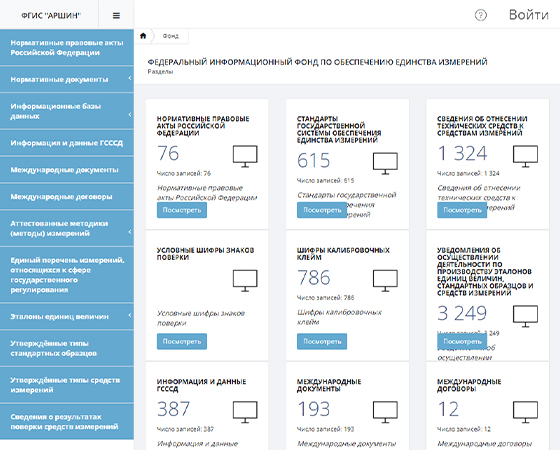 ФГИС "АРШИН"
Войти
Нормативные правовые акты
Российской Федерации
Нормативные документы
Информационные базы
данных
Информация и данные ГСССД
Международные документы
Международные договоры
Аттестованные методики
(методы) измерений
Единый перечень измерений,
относящихся к сфере
государственного
регулирования
Эталоны единиц величин
Утверждённые типы
стандартных образцов
Утверждённые типы средств
измерений
Сведения о результатах
поверки средств измерений
Фонд
ФЕДЕРАЛЬНЫЙ ИНФОРМАЦИОННЫЙ ФОНД ПО ОБЕСПЕЧЕНИЮ ЕДИНСТВА ИЗМЕРЕНИЙ
Разделы
НОРМАТИВНЫЕ ПРАВОВЫЕ
АКТЫ РОССИЙСКОЙ
ФЕДЕРАЦИИ
76
Число записей: 76
Нормативные правовые
акты Российской Федерации
Посмотреть
СТАНДАРТЫ
ГОСУДАРСТВЕННОЙ
СИСТЕМЫ ОБЕСПЕЧЕНИЯ
ЕДИНСТВА ИЗМЕРЕНИЙ
615
Число записей: 615
Стандарты государственной
Посмотреть
СВЕДЕНИЯ ОБ ОТНЕСЕНИИ
ТЕХНИЧЕСКИХ СРЕДСТВ К
СРЕДСТВАМ ИЗМЕРЕНИЙ
1 324
Число записей: 1 324
Сведения об отнесении
технических средств к
Посмотреть
УСЛОВНЫЕ ШИФРЫ ЗНАКОВ
ПОВЕРКИ
Условные шифры знаков
поверки
Посмотреть
ШИФРЫ КАЛИБРОВОЧНЫХ
КЛЕЙМ
786
Число записей: 786
Шифры калибровочных
клейм
Посмотреть
УВЕДОМЛЕНИЯ ОБ
ОСУЩЕСТВЛЕНИИ
ДЕЯТЕЛЬНОСТИ ПО
ПРОИЗВОДСТВУ ЭТАЛОНОВ
ЕДИНИЦ ВЕЛИЧИН,
СТАНДАРТНЫХ ОБРАЗЦОВ И
СРЕДСТВ ИЗМЕРЕНИЙ
3 249
Число записей: 3 249
Посмотреть
осуществлении
ИНФОРМАЦИЯ И ДАННЫЕ
ГСССД
387
Число записей: 387
Информация и данные
МЕЖДУНАРОДНЫЕ
ДОКУМЕНТЫ
193
Число записей: 193
Международные документы
МЕЖДУНАРОДНЫЕ
ДОГОВОРЫ
12
Число записей: 12
Международные договоры